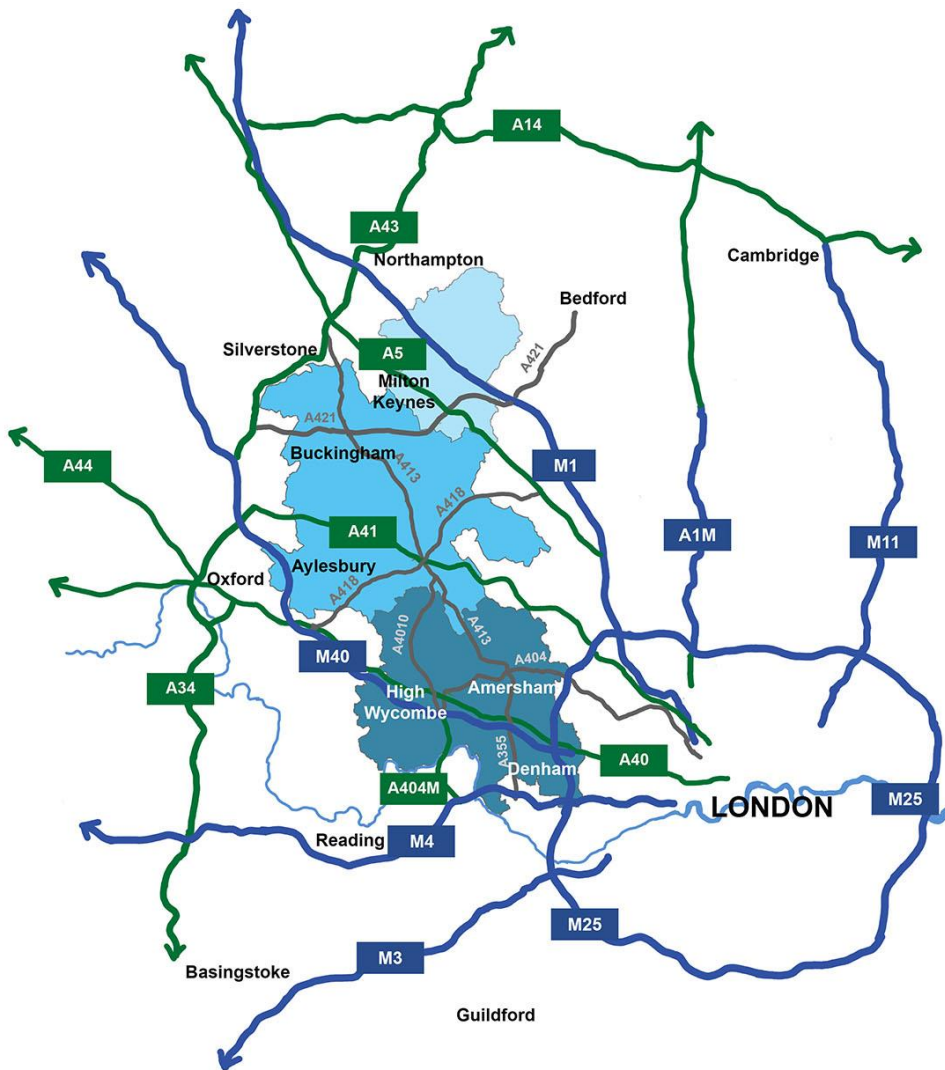 A14
A43
Northampton
Cambridge
Bedford
Silverstone
A5
A421
Milton
Keynes
A421
Buckingham
A413
A44
M1
A418
A41
A1M
M11
Aylesbury
Oxford
A418
A4010
A413
M40
A404
High
Wycombe
Amersham
A34
A355
Denham
A40
A404M
LONDON
M25
Reading
M4
M25
M3
Basingstoke
Guildford